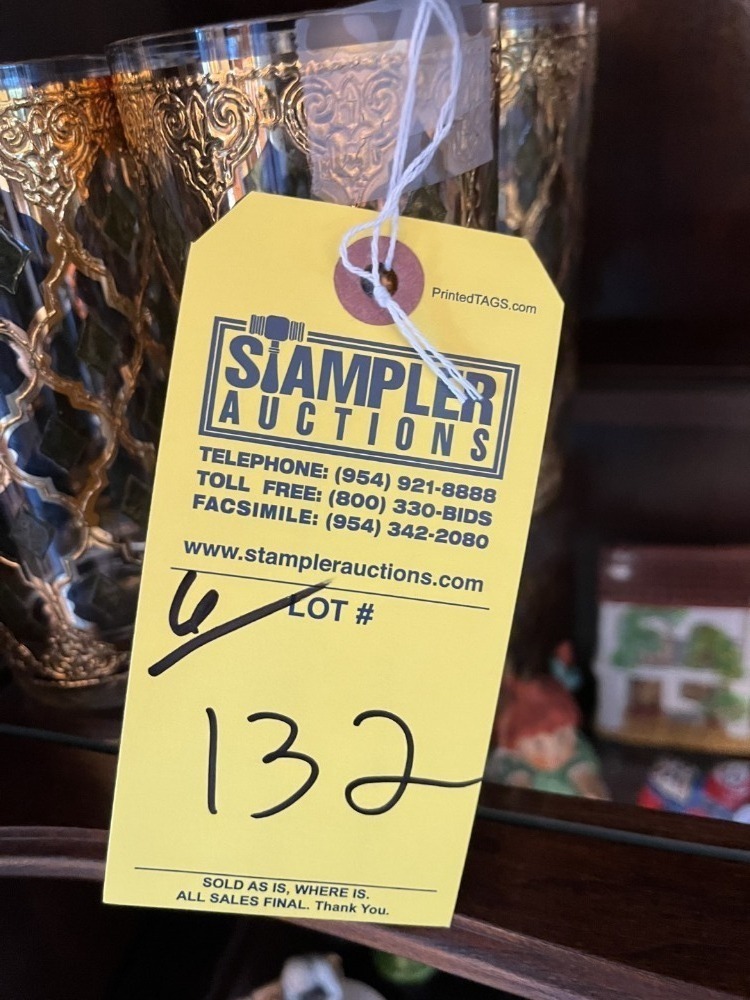 PrintedTAGS.com
STAMPLER
AUCTIONS
TELEPHONE: (954) 921-8888
TOLL FREE: (800) 330-BIDS
FACSIMILE: (954) 342-2080
www.stamplerauctions.com
6
LOT #
132
SOLD AS IS, WHERE IS.
ALL SALES FINAL. Thank You.